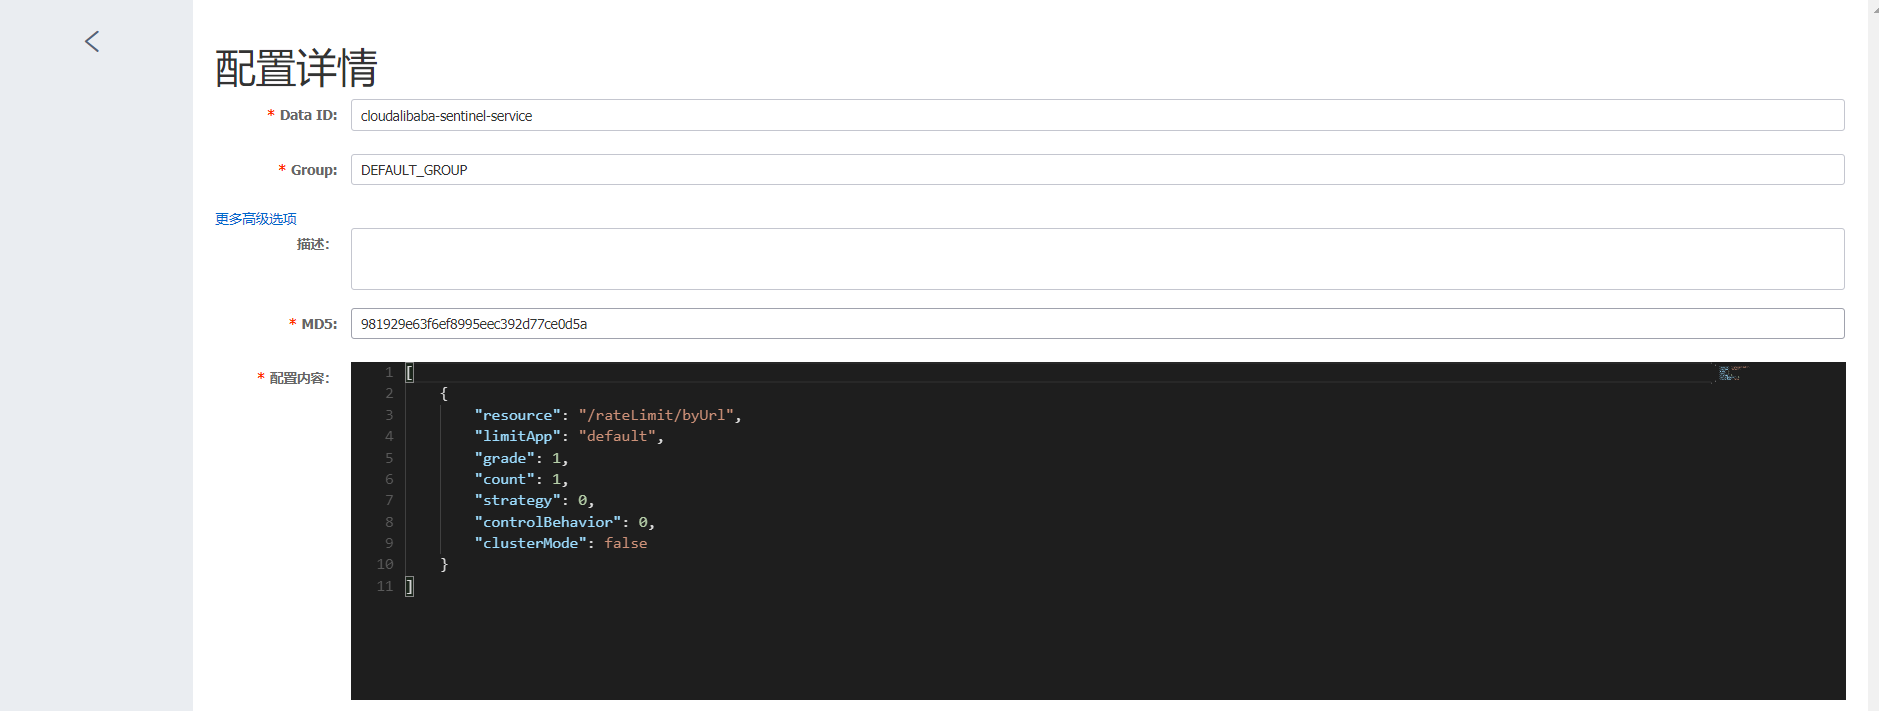 配置详情
* Data ID: cloudalibaba-sentinel-service
* Group: DEFAULT_GROUP
更多高级选项
描述:
* MD5: 981929e63f6ef8995eec392d77ce0d5a
* 配置内容:
1 [
2 {
3 "resource": "/rateLimit/byUrl",
4 "limitApp": "default",
5 "grade": 1,
6 "count": 1,
7 "strategy": 0,
8 "controlBehavior": 0,
9 "clusterMode": false
10 }
11 ]